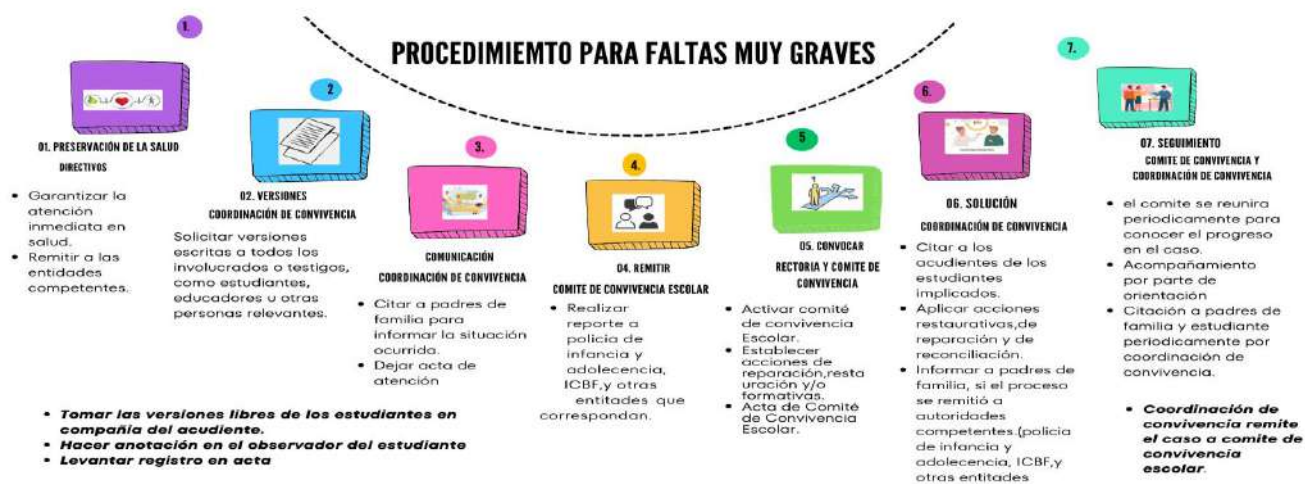 PROCEDIMIEMTO PARA FALTAS MUY GRAVES
1.
01. PRESERVACIÓN DE LA SALUD
DIRECTIVOS
• Garantizar la
atención
inmediata en
salud.
• Remitir a las
entidades
competentes.
2
02. VERSIONES
COORDINACIÓN DE CONVIVENCIA
Solicitar versiones
escritas a todos los
involucrados o testigos,
como estudiantes,
educadores u otras
personas relevantes.
3.
COMUNICACIÓN
COORDINACIÓN DE CONVIVENCIA
• Citar a padres de
familia para
informar la situación
ocurrida.
• Dejar acta de
atención
4.
04. REMITIR
COMITE DE CONVIVENCIA ESCOLAR
• Realizar
reporte a
policia de
infancia y
adolecencia,
ICBF,y otras
entidades que
correspondan.
5
05. CONVOCAR
RECTORIA Y COMITE DE
CONVIVENCIA
• Activar comité
de convivencia
Escolar.
• Establecer
acciones de
reparación,resta
uración y/o
formativas.
• Acta de Comité
de Convivencia
Escolar.
6.
06. SOLUCIÓN
COORDINACIÓN DE CONVIVENCIA
• Citar a los
acudientes de los
estudiantes
implicados.
• Aplicar acciones
restaurativas,de
reparación y de
reconciliación.
• Informar a padres de
familia, si el proceso
se remitió a
autoridades
competentes.(policia
de infancia y
adolecencia, ICBF,y
otras entidades
7.
07. SEGUIMIENTO
COMITE DE CONVIVENCIA Y
COORDINACIÓN DE CONVIVENCIA
• el comite se reunira
periodicamente para
conocer el progreso
en el caso.
• Acompañamiento
por parte de
orientación
• Citación a padres de
familia y estudiante
periodicamente por
coordinación de
convivencia.
• Tomar las versiones libres de los estudiantes en
compañia del acudiente.
• Hacer anotación en el observador del estudiante
• Levantar registro en acta
• Coordinación de
convivencia remite
el caso a comite de
convivencia
escolar.